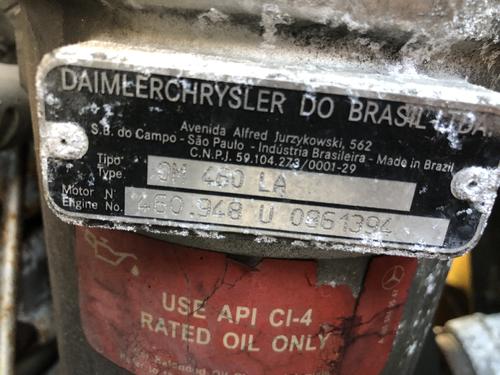 DAIMLERCHRYSLER DO BRASIL LTDA.
Avenida Alfred Jurzykowski, 562
S.B. do Campo - São Paulo - Indústria Brasileira - Made in Brazil
C.N.P.J. 59.104.273/0001-29
Tipo
Type OM 460 LA
Motor N°
Engine No. 460.948 U 0861394
USE API CI-4
RATED OIL ONLY